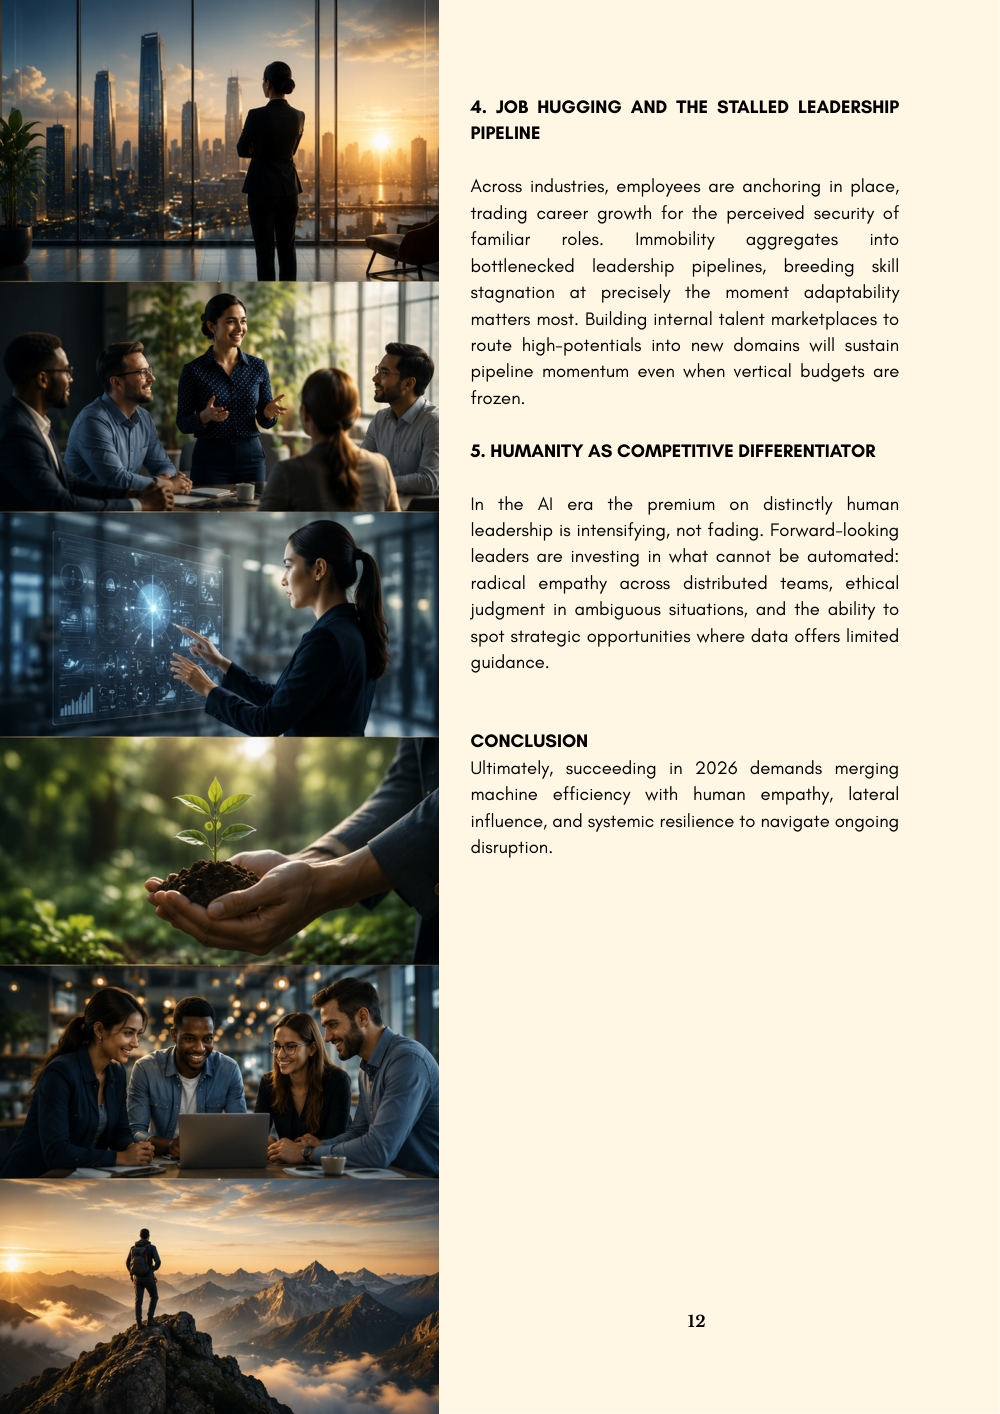 4. JOB HUGGING AND THE STALLED LEADERSHIP
PIPELINE
Across industries, employees are anchoring in place,
trading career growth for the perceived security of
familiar roles. Immobility aggregates into
bottlenecked leadership pipelines, breeding skill
stagnation at precisely the moment adaptability
matters most. Building internal talent marketplaces to
route high-potentials into new domains will sustain
pipeline momentum even when vertical budgets are
frozen.
5. HUMANITY AS COMPETITIVE DIFFERENTIATOR
In the AI era the premium on distinctly human
leadership is intensifying, not fading. Forward-looking
leaders are investing in what cannot be automated:
radical empathy across distributed teams, ethical
judgment in ambiguous situations, and the ability to
spot strategic opportunities where data offers limited
guidance.
CONCLUSION
Ultimately, succeeding in 2026 demands merging
machine efficiency with human empathy, lateral
influence, and systemic resilience to navigate ongoing
disruption.
12